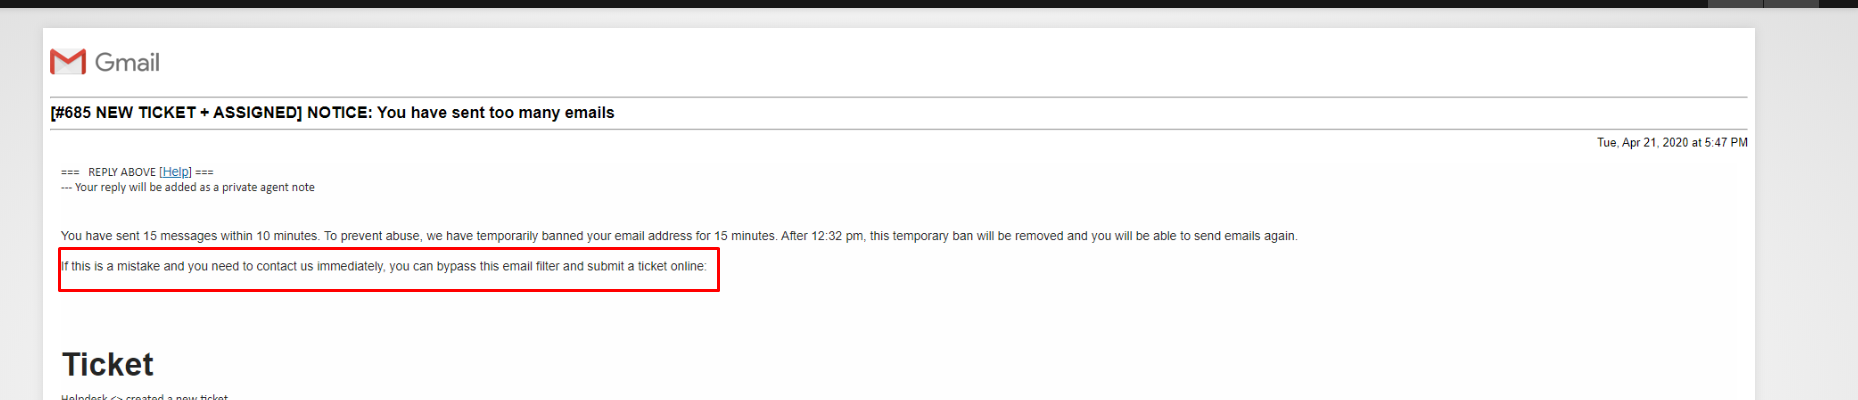 Gmail
[#685 NEW TICKET + ASSIGNED] NOTICE: You have sent too many emails
Tue, Apr 21, 2020 at 5:47 PM
=== REPLY ABOVE [Help] ===
--- Your reply will be added as a private agent note
You have sent 15 messages within 10 minutes. To prevent abuse, we have temporarily banned your email address for 15 minutes. After 12:32 pm, this temporary ban will be removed and you will be able to send emails again.
If this is a mistake and you need to contact us immediately, you can bypass this email filter and submit a ticket online:
Ticket
Helpdesk <> created a new ticket